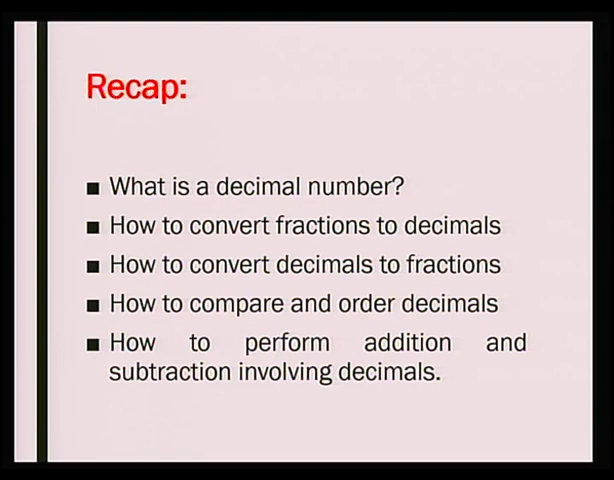 Recap:
■ What is a decimal number?
■ How to convert fractions to decimals
■ How to convert decimals to fractions
■ How to compare and order decimals
■ How to perform addition and
subtraction involving decimals.